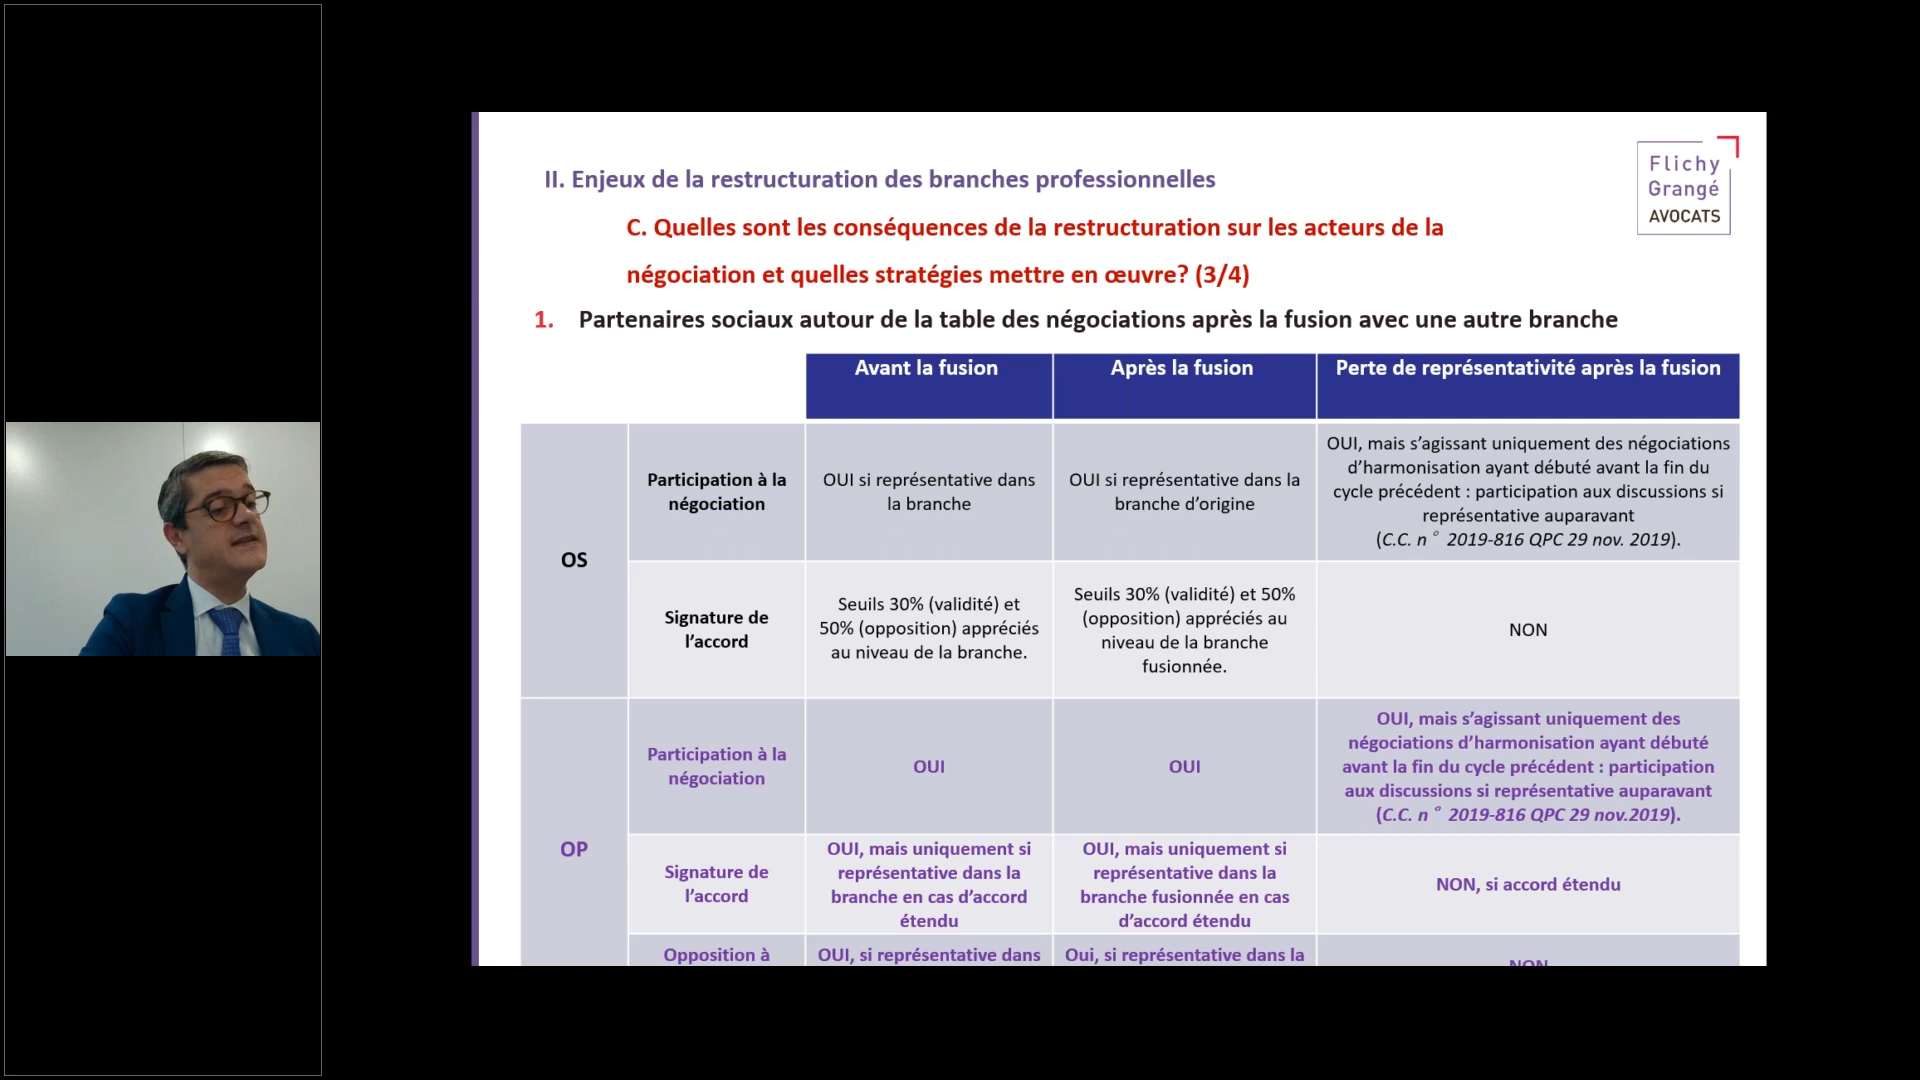 Flichy
Grangé
AVOCATS
II. Enjeux de la restructuration des branches professionnelles
C. Quelles sont les conséquences de la restructuration sur les acteurs de la
négociation et quelles stratégies mettre en œuvre? (3/4)
1. Partenaires sociaux autour de la table des négociations après la fusion avec une autre branche
Avant la fusion
Après la fusion
Perte de représentativité après la fusion
OS
Participation à la
négociation
OUI si représentative dans
la branche
OUI si représentative dans la
branche d’origine
OUI, mais s’agissant uniquement des négociations
d’harmonisation ayant débuté avant la fin du
cycle précédent : participation aux discussions si
représentative auparavant
(C.C. n° 2019-816 QPC 29 nov. 2019).
Signature de
l’accord
Seuils 30% (validité) et
50% (opposition) appréciés
au niveau de la branche.
Seuils 30% (validité) et 50%
(opposition) appréciés au
niveau de la branche
fusionnée.
NON
OP
Participation à la
négociation
OUI
OUI
OUI, mais s’agissant uniquement des
négociations d’harmonisation ayant débuté
avant la fin du cycle précédent : participation
aux discussions si représentative auparavant
(C.C. n° 2019-816 QPC 29 nov.2019).
Signature de
l’accord
OUI, mais uniquement si
représentative dans la
branche en cas d’accord
étendu
OUI, mais uniquement si
représentative dans la
branche fusionnée en cas
d’accord étendu
NON, si accord étendu
Opposition à
OUI, si représentative dans
Oui, si représentative dans la
NON